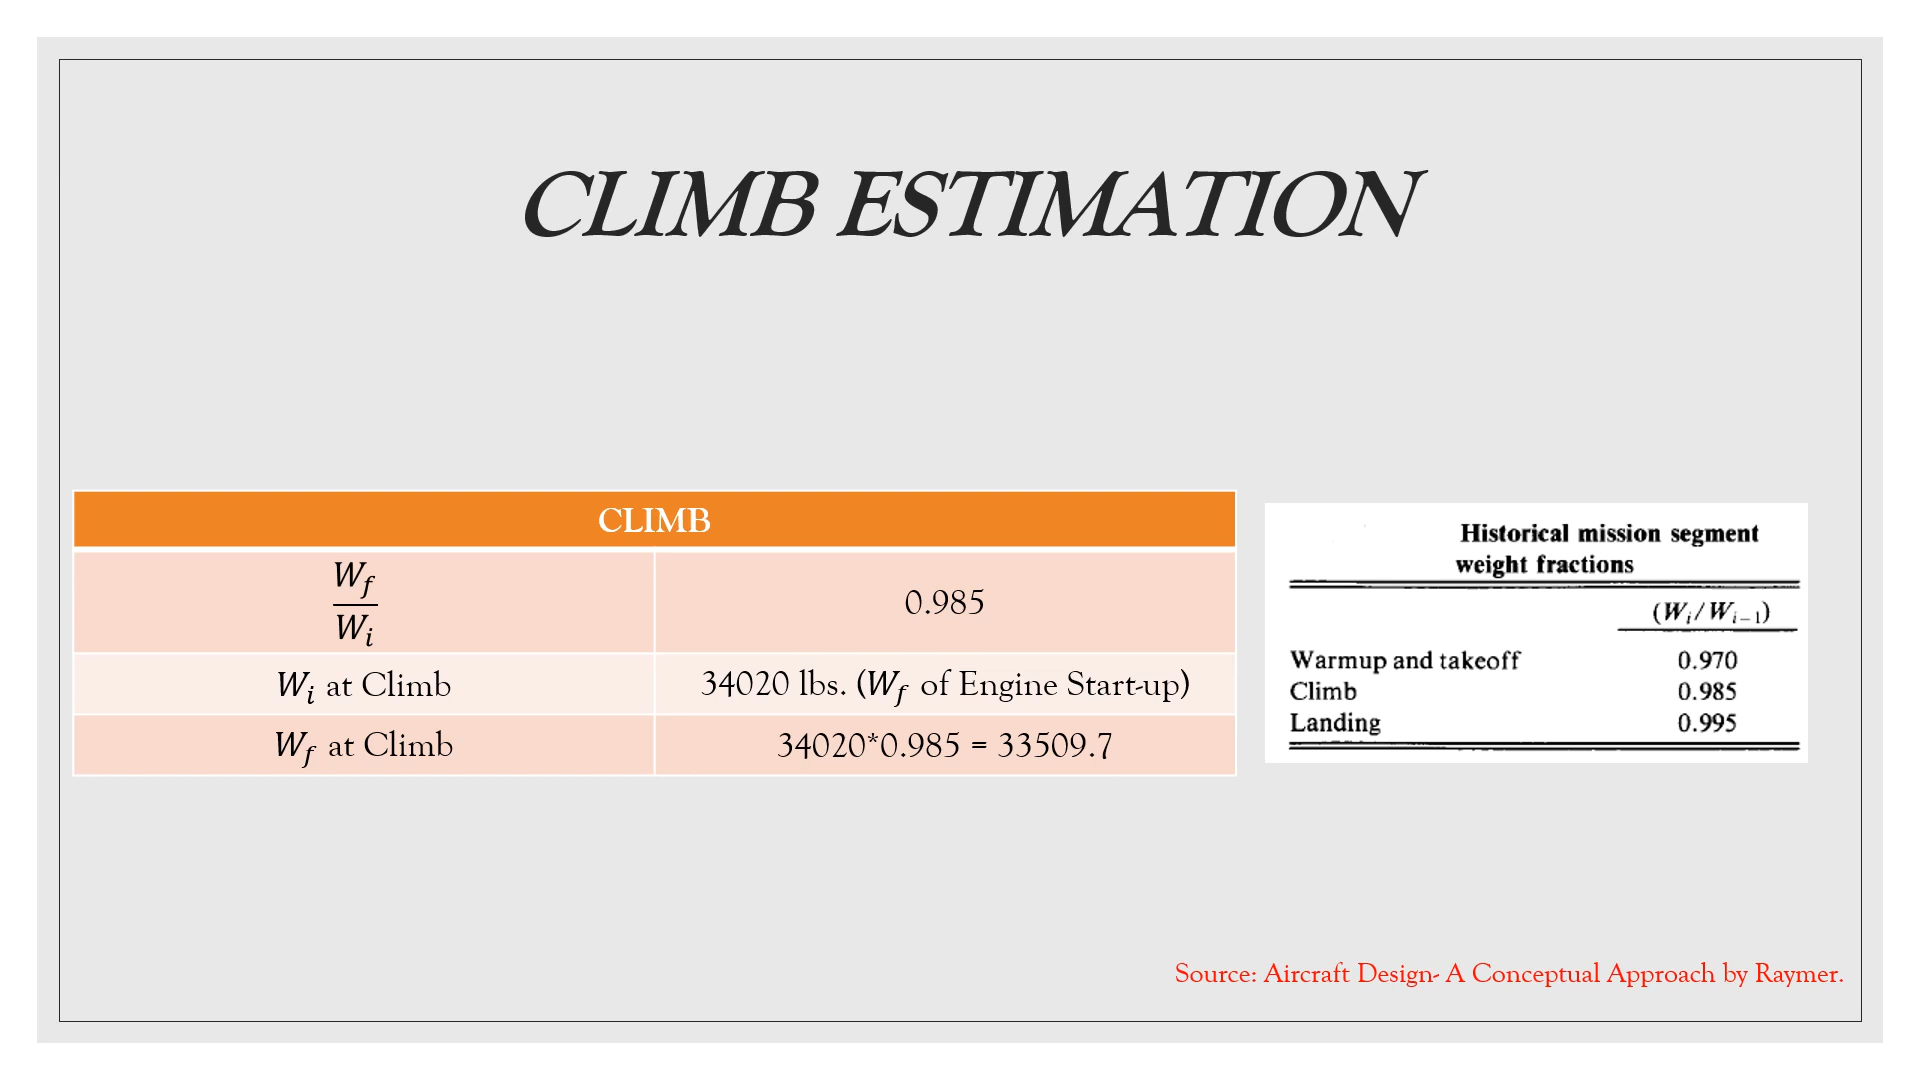 CLIMB ESTIMATION
CLIMB
W_f / W_i 0.985
W_i at Climb 34020 lbs. (W_f of Engine Start-up)
W_f at Climb 34020*0.985 = 33509.7
Historical mission segment
weight fractions
(W_i/W_{i-1})
Warmup and takeoff 0.970
Climb 0.985
Landing 0.995
Source: Aircraft Design- A Conceptual Approach by Raymer.